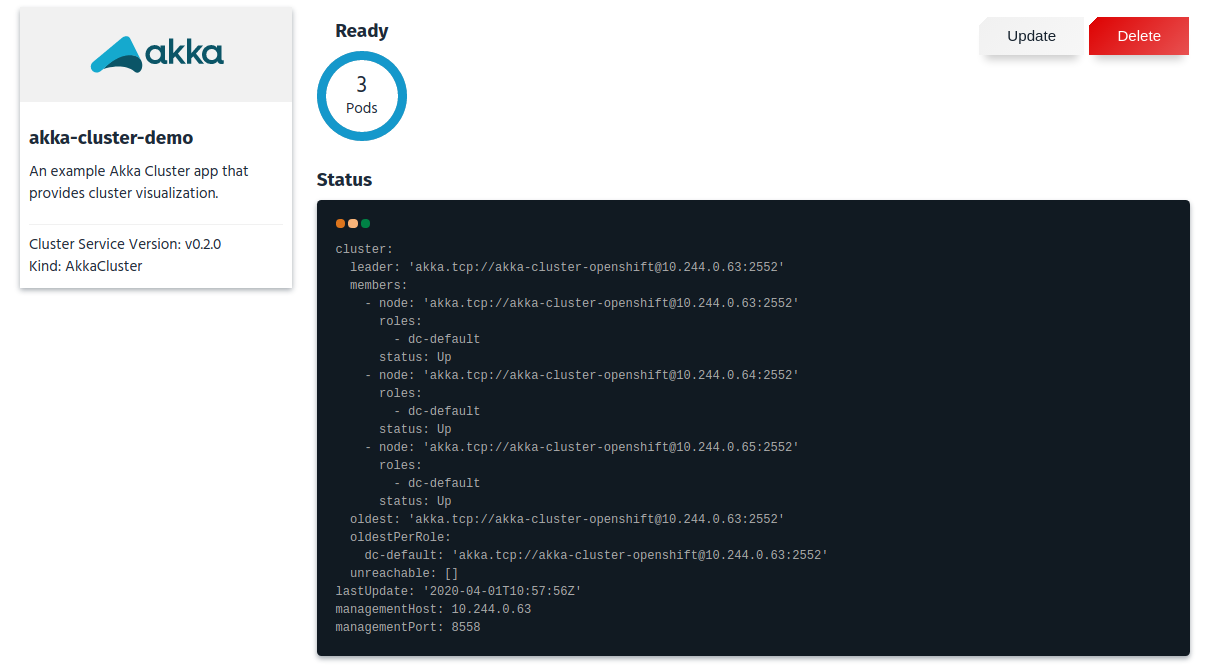 akka
akka-cluster-demo
An example Akka Cluster app that
provides cluster visualization.
Cluster Service Version: v0.2.0
Kind: AkkaCluster
Ready
3
Pods
Update
Delete
Status
cluster:
  leader: 'akka.tcp://akka-cluster-openshift@10.244.0.63:2552'
  members:
    - node: 'akka.tcp://akka-cluster-openshift@10.244.0.63:2552'
      roles:
        - dc-default
      status: Up
    - node: 'akka.tcp://akka-cluster-openshift@10.244.0.64:2552'
      roles:
        - dc-default
      status: Up
    - node: 'akka.tcp://akka-cluster-openshift@10.244.0.65:2552'
      roles:
        - dc-default
      status: Up
  oldest: 'akka.tcp://akka-cluster-openshift@10.244.0.63:2552'
  oldestPerRole:
    dc-default: 'akka.tcp://akka-cluster-openshift@10.244.0.63:2552'
  unreachable: []
lastUpdate: '2020-04-01T10:57:56Z'
managementHost: 10.244.0.63
managementPort: 8558